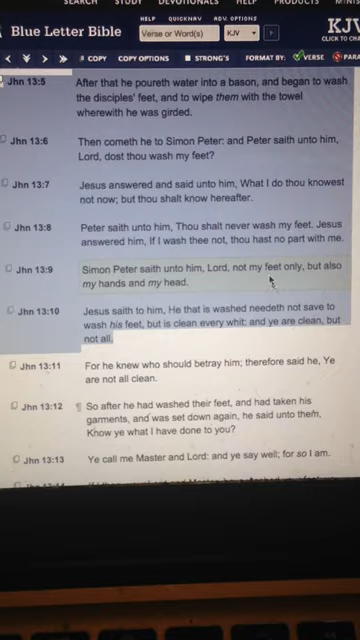 SEARCH STUDY DEVOTIONALS HELP PRODUCTS
HELP QUICKNAV ADV. OPTIONS
Blue Letter Bible Verse or Word(s) KJV KJV
CLICK TO
COPY COPY OPTIONS STRONG'S FORMAT BY: VERSE PARA
Jhn 13:5 After that he poureth water into a bason, and began to wash
the disciples' feet, and to wipe them with the towel
wherewith he was girded.
Jhn 13:6 Then cometh he to Simon Peter: and Peter saith unto him,
Lord, dost thou wash my feet?
Jhn 13:7 Jesus answered and said unto him, What I do thou knowest
not now; but thou shalt know hereafter.
Jhn 13:8 Peter saith unto him, Thou shalt never wash my feet. Jesus
answered him, If I wash thee not, thou hast no part with me.
Jhn 13:9 Simon Peter saith unto him, Lord, not my feet only, but also
my hands and my head.
Jhn 13:10 Jesus saith to him, He that is washed needeth not save to
wash his feet, but is clean every whit: and ye are clean, but
not all.
Jhn 13:11 For he knew who should betray him; therefore said he, Ye
are not all clean.
Jhn 13:12 ¶ So after he had washed their feet, and had taken his
garments, and was set down again, he said unto them,
Know ye what I have done to you?
Jhn 13:13 Ye call me Master and Lord: and ye say well; for so I am.